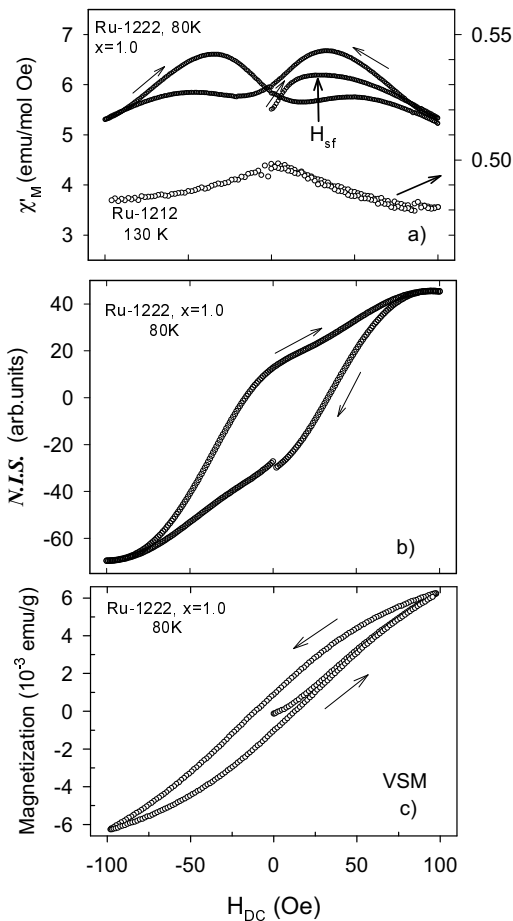 Ru-1222, 80K
x=1.0
7
6
5
4
3
0.55
0.50
χ'M (emu/mol Oe)
Hsf
Ru-1212
130 K
a)
Ru-1222, x=1.0
80K
40
20
0
-20
-40
-60
N.I.S. (arb.units)
b)
Ru-1222, x=1.0
80K
6
4
2
0
-2
-4
-6
Magnetization (10⁻³ emu/g)
VSM
c)
-100 -50 0 50 100
HDC (Oe)